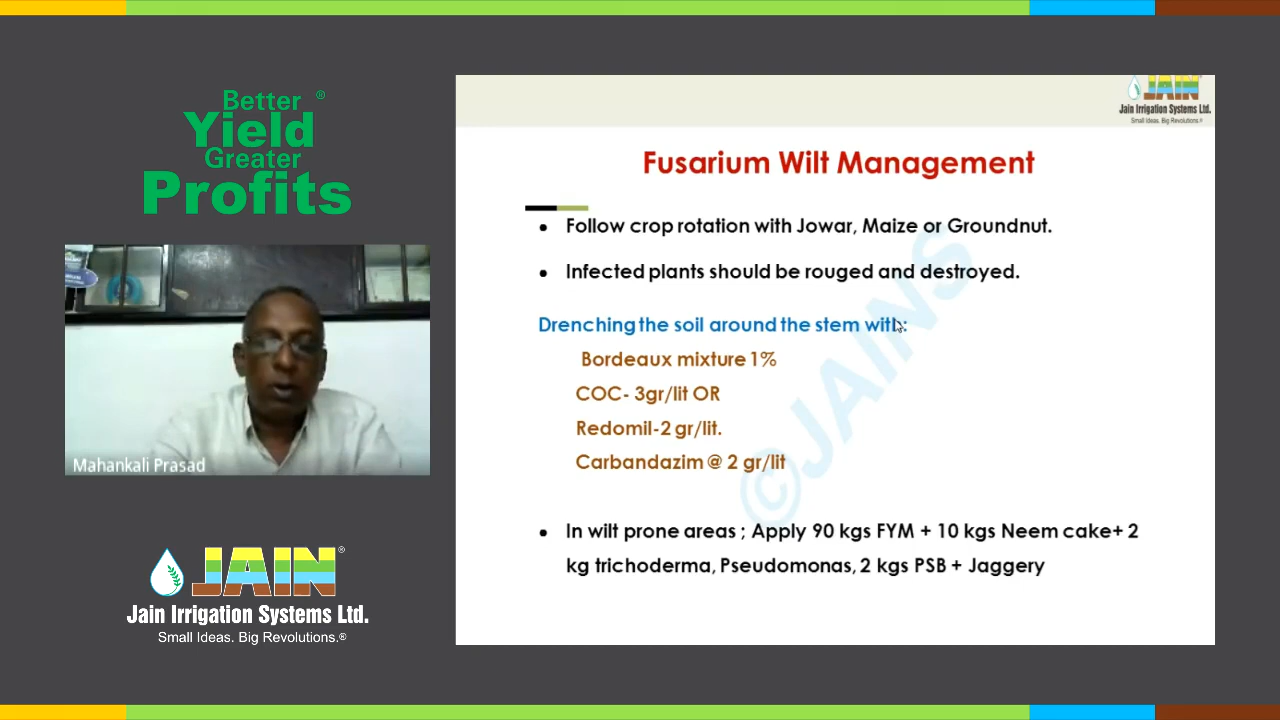 Better ®
Yield
Greater
Profits
Mahankali Prasad
JAIN®
Jain Irrigation Systems Ltd.
Small Ideas. Big Revolutions.®
JAIN
Jain Irrigation Systems Ltd.
Small Ideas. Big Revolutions.®
Fusarium Wilt Management
• Follow crop rotation with Jowar, Maize or Groundnut.
• Infected plants should be rouged and destroyed.
Drenching the soil around the stem with:
Bordeaux mixture 1%
COC- 3gr/lit OR
Redomil-2 gr/lit.
Carbandazim @ 2 gr/lit
• In wilt prone areas ; Apply 90 kgs FYM + 10 kgs Neem cake+ 2
kg trichoderma, Pseudomonas, 2 kgs PSB + Jaggery
©JAINS